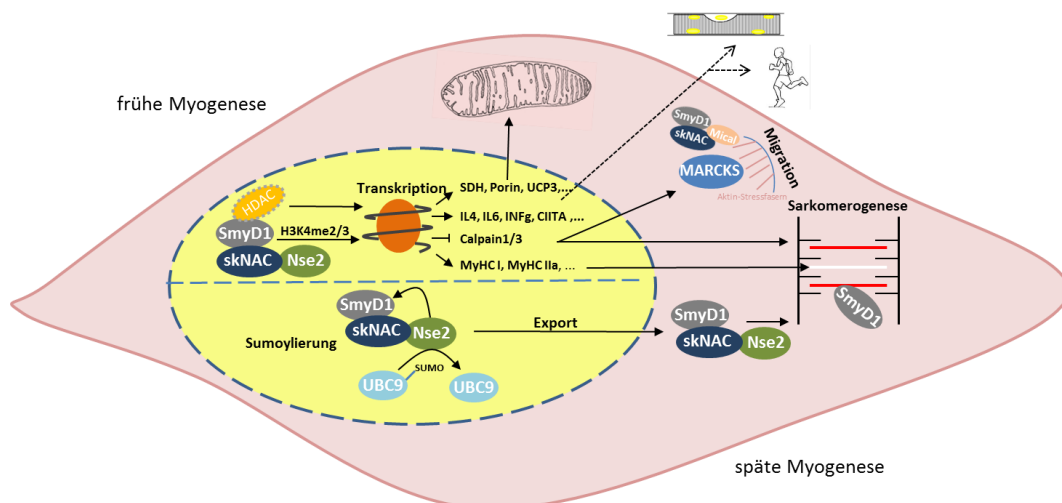 frühe Myogenese
SmyD1
skNAC
Mical
MARCKS
Migration
Aktin-Stressfasern
Sarkomerogenese
SmyD1
HDAC
SmyD1
skNAC
Nse2
H3K4me2/3
Transkription
SDH, Porin, UCP3,...
IL4, IL6, INFg, CIITA ,...
Calpain1/3
MyHC I, MyHC IIa, ...
SmyD1
skNAC
Nse2
Sumoylierung
UBC9
SUMO
UBC9
Export
SmyD1
skNAC
Nse2
späte Myogenese